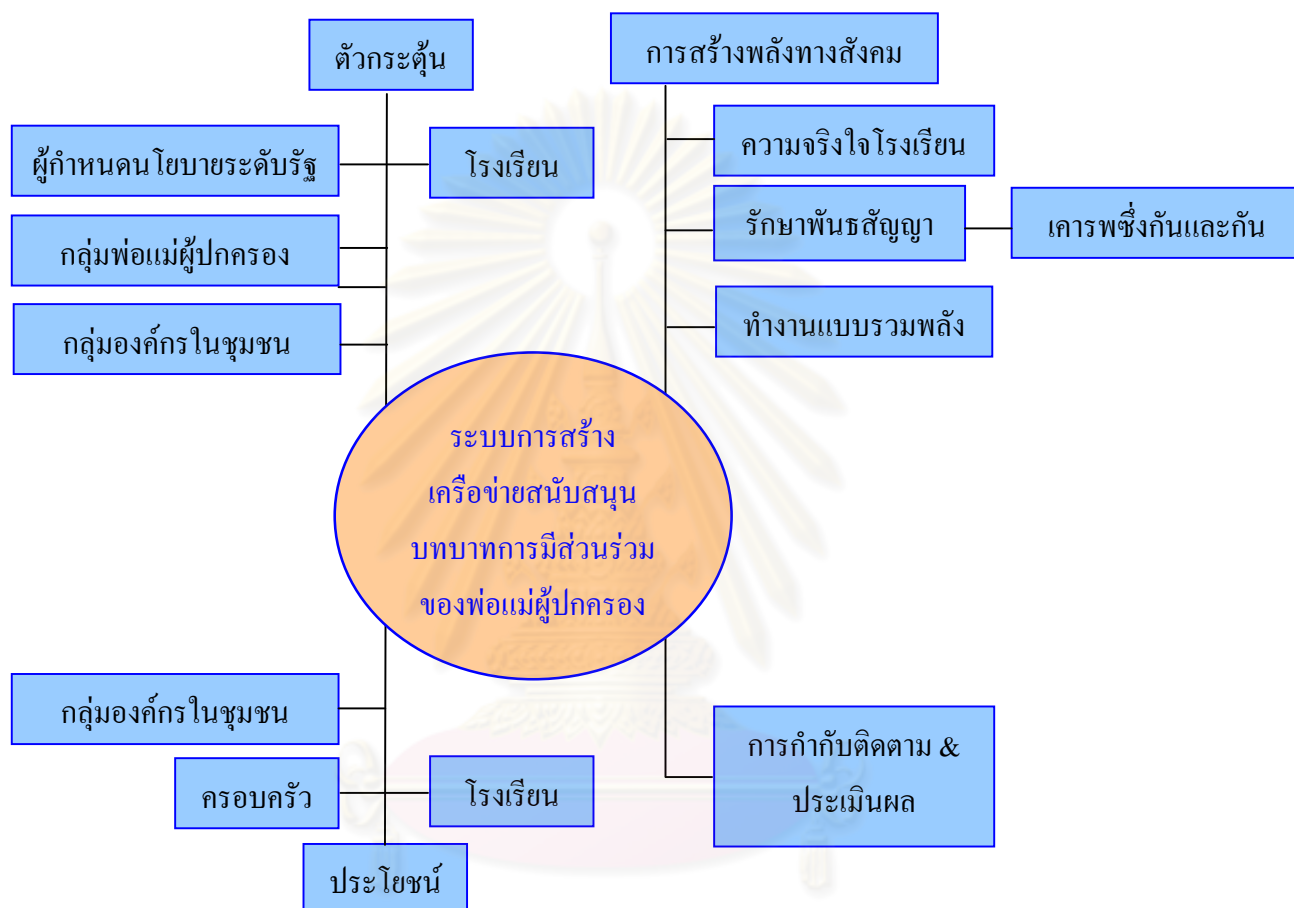 ตัวกระตุ้น
การสร้างพลังทางสังคม
ผู้กำหนดนโยบายระดับรัฐ
โรงเรียน
ความจริงใจโรงเรียน
กลุ่มพ่อแม่ผู้ปกครอง
รักษาพันธสัญญา
เคารพซึ่งกันและกัน
กลุ่มองค์กรในชุมชน
ทำงานแบบรวมพลัง
ระบบการสร้าง
เครือข่ายสนับสนุน
บทบาทการมีส่วนร่วม
ของพ่อแม่ผู้ปกครอง
กลุ่มองค์กรในชุมชน
ครอบครัว
โรงเรียน
การกำกับติดตาม &
ประเมินผล
ประโยชน์